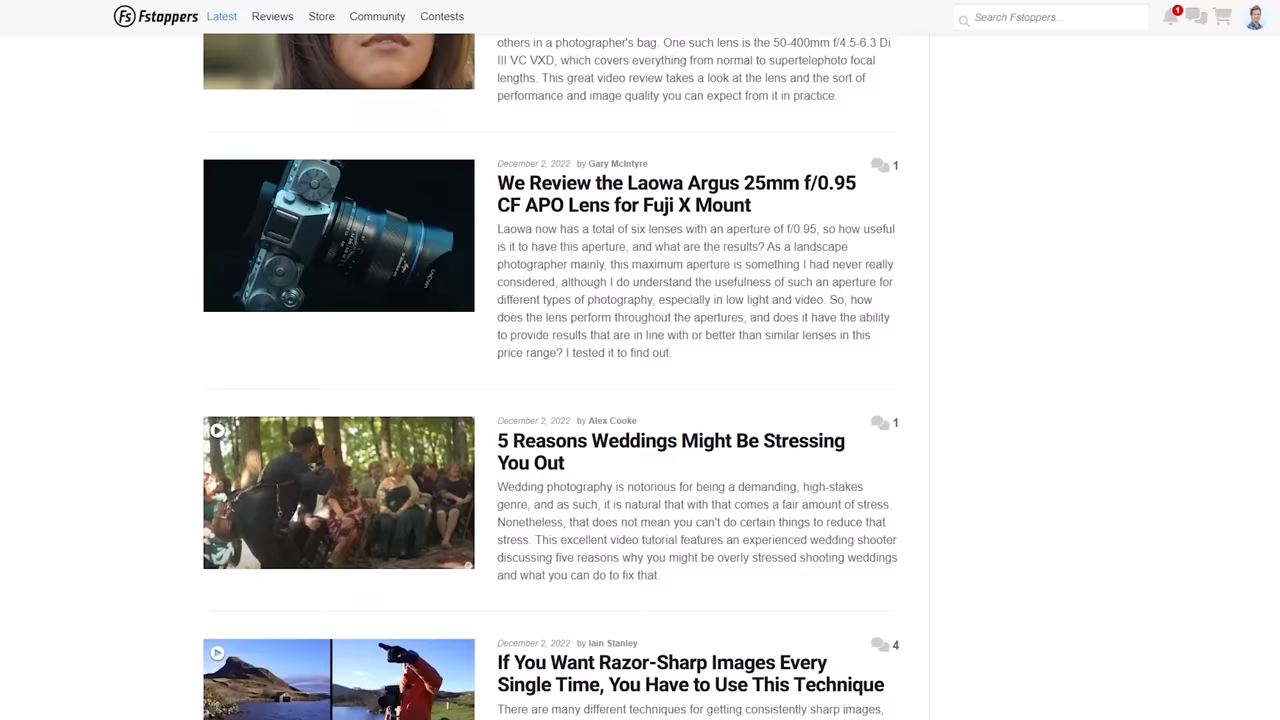 Fs Fstoppers Latest Reviews Store Community Contests Search Fstoppers... 1
others in a photographer's bag. One such lens is the 50-400mm f/4.5-6.3 Di
III VC VXD, which covers everything from normal to supertelephoto focal
lengths. This great video review takes a look at the lens and the sort of
performance and image quality you can expect from it in practice.
December 2, 2022 by Gary McIntyre 1
We Review the Laowa Argus 25mm f/0.95
CF APO Lens for Fuji X Mount
Laowa now has a total of six lenses with an aperture of f/0.95, so how useful
is it to have this aperture, and what are the results? As a landscape
photographer mainly, this maximum aperture is something I had never really
considered, although I do understand the usefulness of such an aperture for
different types of photography, especially in low light and video. So, how
does the lens perform throughout the apertures, and does it have the ability
to provide results that are in line with or better than similar lenses in this
price range? I tested it to find out.
December 2, 2022 by Alex Cooke 1
5 Reasons Weddings Might Be Stressing
You Out
Wedding photography is notorious for being a demanding, high-stakes
genre, and as such, it is natural that with that comes a fair amount of stress.
Nonetheless, that does not mean you can't do certain things to reduce that
stress. This excellent video tutorial features an experienced wedding shooter
discussing five reasons why you might be overly stressed shooting weddings
and what you can do to fix that.
December 2, 2022 by Iain Stanley 4
If You Want Razor-Sharp Images Every
Single Time, You Have to Use This Technique
There are many different techniques for getting consistently sharp images,